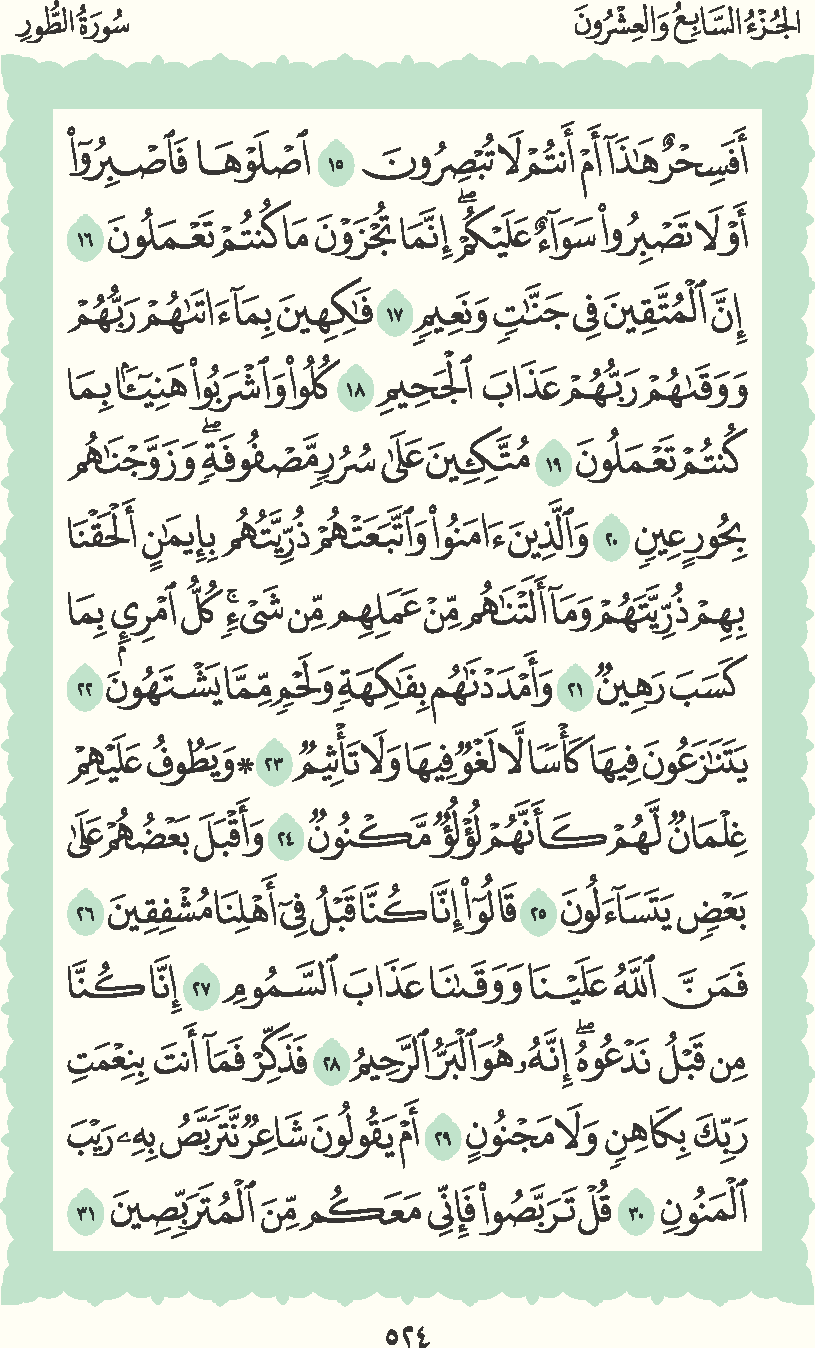 الجُزْءُ السَّابِعُ وَالعِشْرُونَ
سُورَةُ الطُّورِ
أَفَسِحْرٌ هَٰذَآ أَمْ أَنتُمْ لَا تُبْصِرُونَ ١٥ ٱصْلَوْهَا فَٱصْبِرُوٓا۟
أَوْ لَا تَصْبِرُوا۟ سَوَآءٌ عَلَيْكُمْ ۖ إِنَّمَا تُجْزَوْنَ مَا كُنتُمْ تَعْمَلُونَ ١٦
إِنَّ ٱلْمُتَّقِينَ فِى جَنَّٰتٍ وَنَعِيمٍ ١٧ فَٰكِهِينَ بِمَآ ءَاتَىٰهُمْ رَبُّهُمْ
وَوَقَىٰهُمْ رَبُّهُمْ عَذَابَ ٱلْجَحِيمِ ١٨ كُلُوا۟ وَٱشْرَبُوا۟ هَنِيٓـًٔۢا بِمَا
كُنتُمْ تَعْمَلُونَ ١٩ مُتَّكِـِٔينَ عَلَىٰ سُرُرٍ مَّصْفُوفَةٍ ۖ وَزَوَّجْنَٰهُم
بِحُورٍ عِينٍ ٢٠ وَٱلَّذِينَ ءَامَنُوا۟ وَٱتَّبَعَتْهُمْ ذُرِّيَّتُهُم بِإِيمَٰنٍ أَلْحَقْنَا
بِهِمْ ذُرِّيَّتَهُمْ وَمَآ أَلَتْنَٰهُم مِّنْ عَمَلِهِم مِّن شَىْءٍ ۚ كُلُّ ٱمْرِئٍۭ بِمَا
كَسَبَ رَهِينٌ ٢١ وَأَمْدَدْنَٰهُم بِفَٰكِهَةٍ وَلَحْمٍ مِّمَّا يَشْتَهُونَ ٢٢
يَتَنَٰزَعُونَ فِيهَا كَأْسًا لَّا لَغْوٌ فِيهَا وَلَا تَأْثِيمٌ ٢٣ * وَيَطُوفُ عَلَيْهِمْ
غِلْمَانٌ لَّهُمْ كَأَنَّهُمْ لُؤْلُؤٌ مَّكْنُونٌ ٢٤ وَأَقْبَلَ بَعْضُهُمْ عَلَىٰ
بَعْضٍ يَتَسَآءَلُونَ ٢٥ قَالُوٓا۟ إِنَّا كُنَّا قَبْلُ فِىٓ أَهْلِنَا مُشْفِقِينَ ٢٦
فَمَنَّ ٱللَّهُ عَلَيْنَا وَوَقَىٰنَا عَذَابَ ٱلسَّمُومِ ٢٧ إِنَّا كُنَّا
مِن قَبْلُ نَدْعُوهُ ۖ إِنَّهُۥ هُوَ ٱلْبَرُّ ٱلرَّحِيمُ ٢٨ فَذَكِّرْ فَمَآ أَنتَ بِنِعْمَتِ
رَبِّكَ بِكَاهِنٍ وَلَا مَجْنُونٍ ٢٩ أَمْ يَقُولُونَ شَاعِرٌ نَّتَرَبَّصُ بِهِۦ رَيْبَ
ٱلْمَنُونِ ٣٠ قُلْ تَرَبَّصُوا۟ فَإِنِّى مَعَكُم مِّنَ ٱلْمُتَرَبِّصِينَ ٣١
٥٢٤